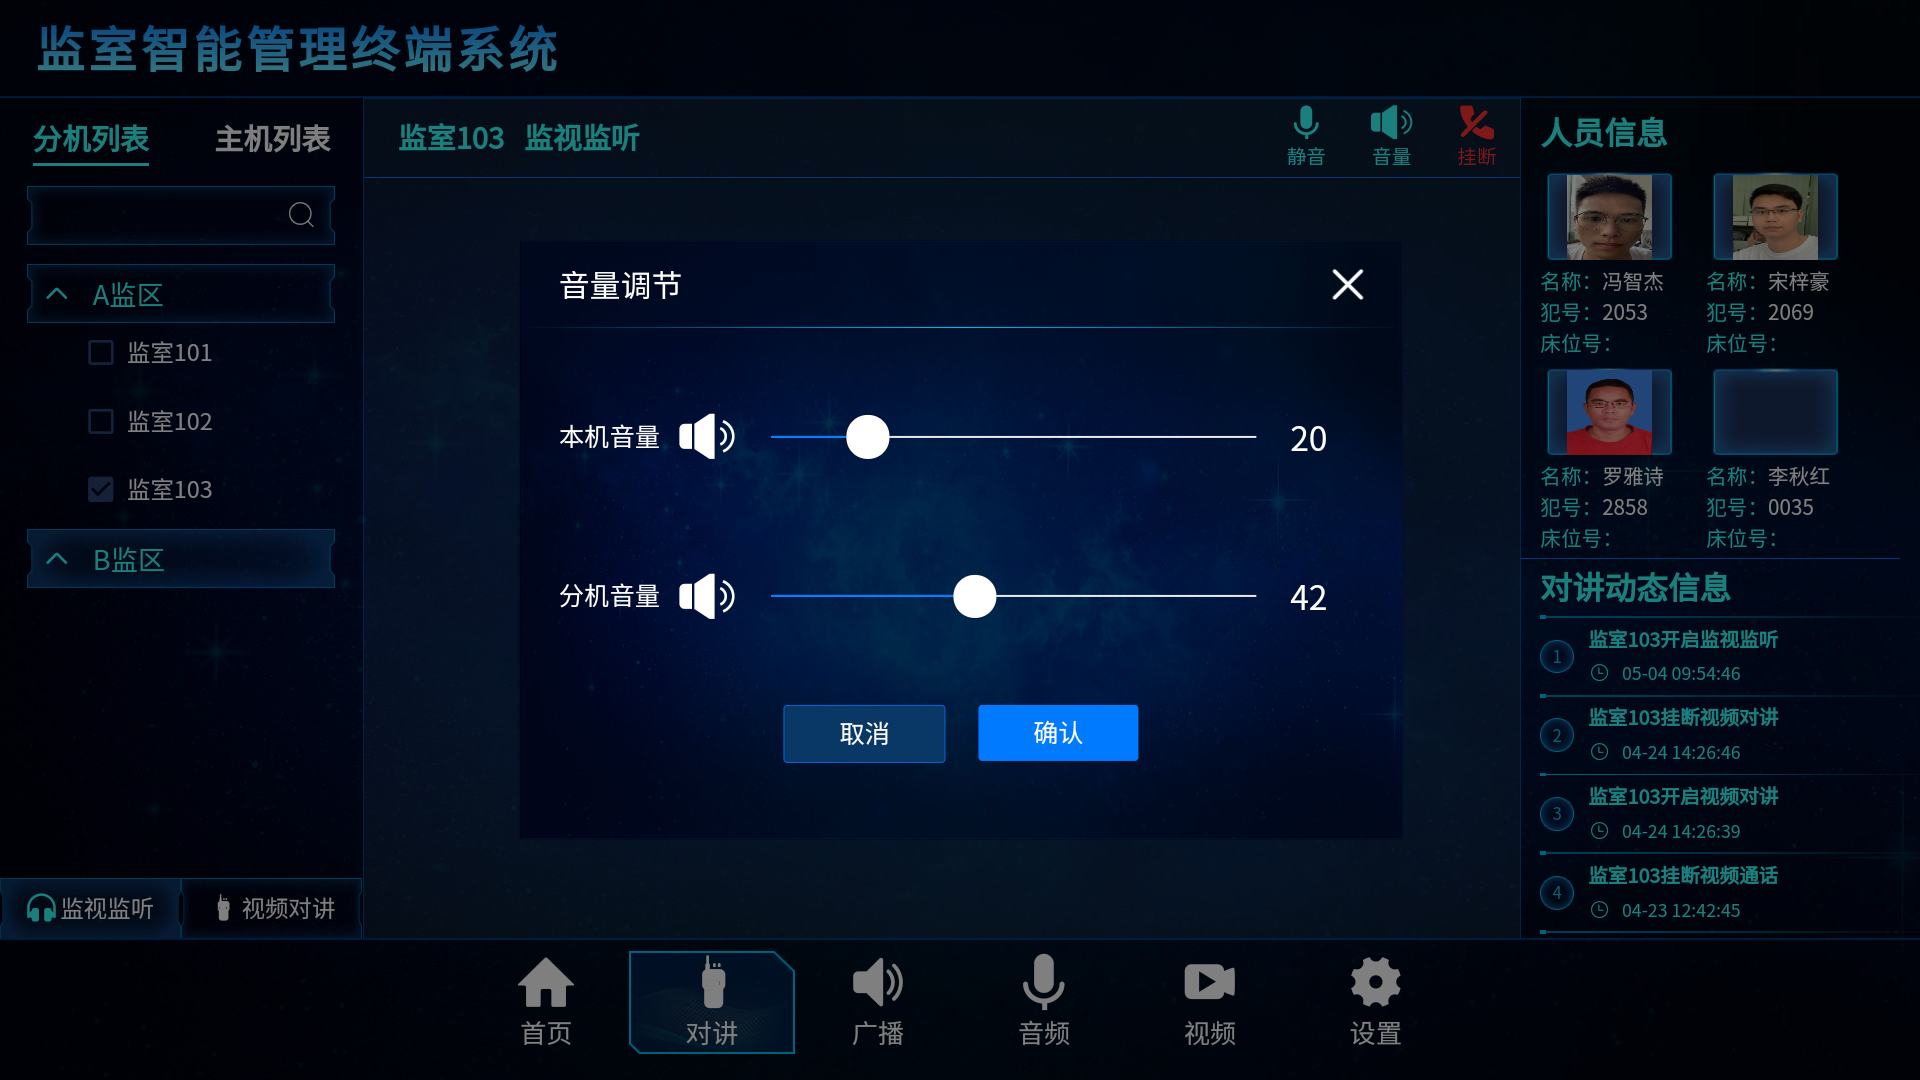 监室智能管理终端系统
分机列表 主机列表
A监区
监室101
监室102
监室103
B监区
监视监听 视频对讲
监室103 监视监听
静音 音量 挂断
音量调节
本机音量 20
分机音量 42
取消 确认
人员信息
名称：冯智杰 名称：宋梓豪
犯号：2053 犯号：2069
床位号： 床位号：
名称：罗雅诗 名称：李秋红
犯号：2858 犯号：0035
床位号： 床位号：
对讲动态信息
1 监室103开启监视监听
05-04 09:54:46
2 监室103挂断视频对讲
04-24 14:26:46
3 监室103开启视频对讲
04-24 14:26:39
4 监室103挂断视频通话
04-23 12:42:45
首页 对讲 广播 音频 视频 设置